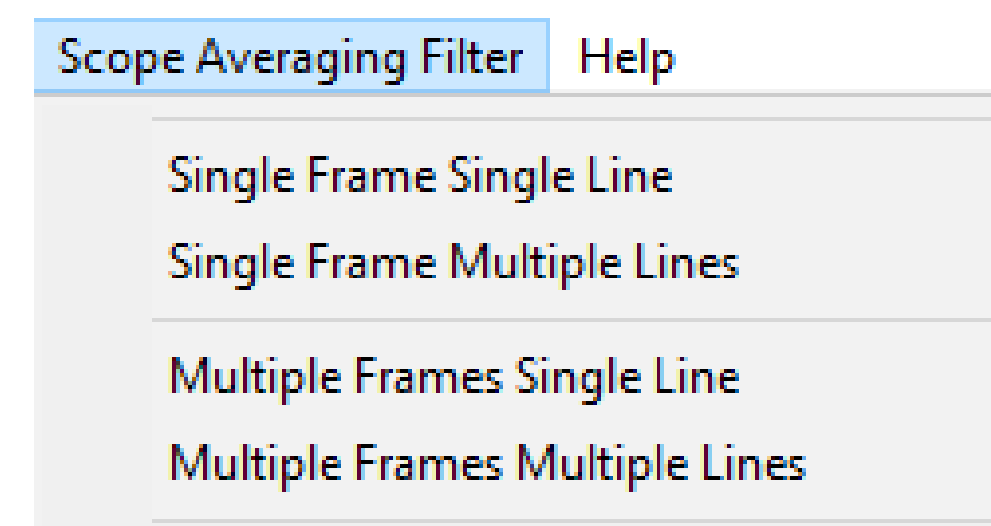 Scope Averaging Filter Help
Single Frame Single Line
Single Frame Multiple Lines
Multiple Frames Single Line
Multiple Frames Multiple Lines